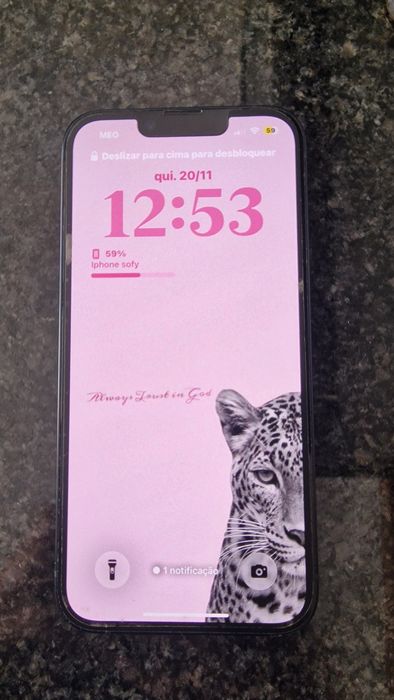 MEO
59
Deslizar para cima para desbloquear
qui. 20/11
12:53
59%
Iphone sofy
Always Trust in God
1 notificação